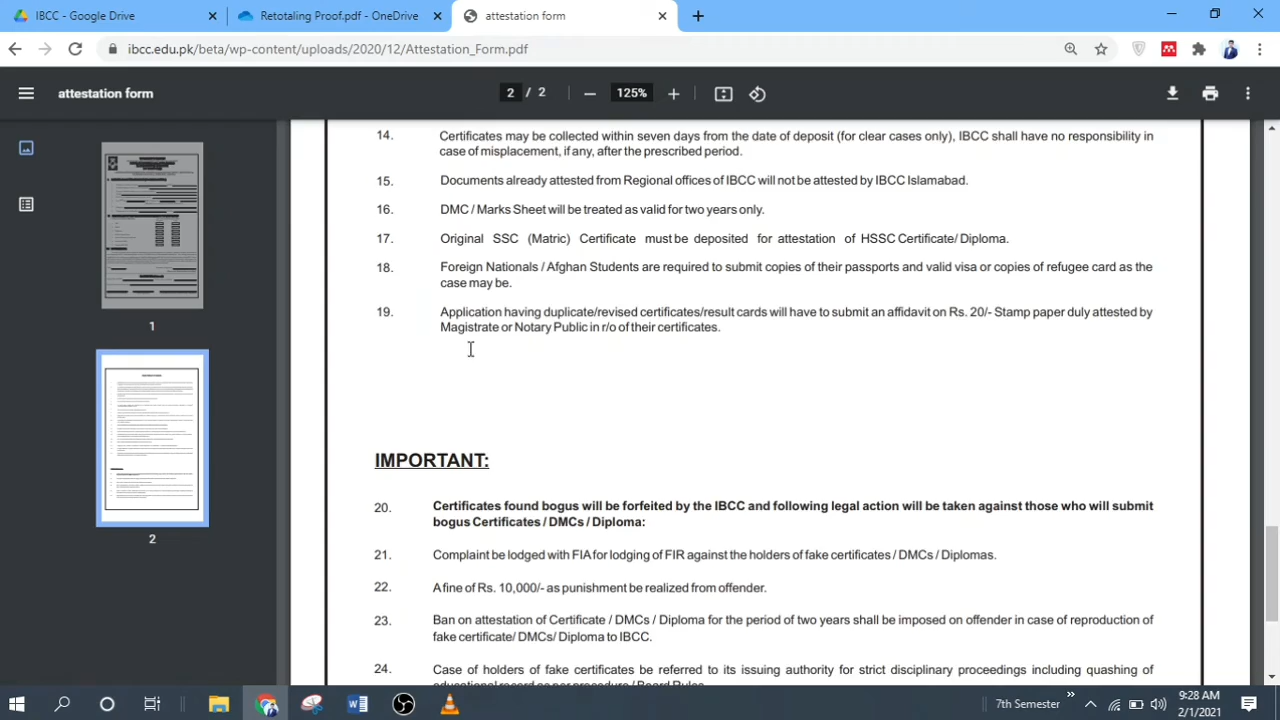 IBCC - Google Drive
Retotaling Proof.pdf - OneDrive
attestation form
ibcc.edu.pk/beta/wp-content/uploads/2020/12/Attestation_Form.pdf
attestation form
2 / 2
125%
14. Certificates may be collected within seven days from the date of deposit (for clear cases only), IBCC shall have no responsibility in
case of misplacement, if any, after the prescribed period.
15. Documents already attested from Regional offices of IBCC will not be attested by IBCC Islamabad.
16. DMC / Marks Sheet will be treated as valid for two years only.
17. Original SSC (Matric) Certificate must be deposited for attestation of HSSC Certificate/ Diploma.
18. Foreign Nationals / Afghan Students are required to submit copies of their passports and valid visa or copies of refugee card as the
case may be.
19. Application having duplicate/revised certificates/result cards will have to submit an affidavit on Rs. 20/- Stamp paper duly attested by
Magistrate or Notary Public in r/o of their certificates.
IMPORTANT:
20. Certificates found bogus will be forfeited by the IBCC and following legal action will be taken against those who will submit
bogus Certificates / DMCs / Diploma:
21. Complaint be lodged with FIA for lodging of FIR against the holders of fake certificates / DMCs / Diplomas.
22. A fine of Rs. 10,000/- as punishment be realized from offender.
23. Ban on attestation of Certificate / DMCs / Diploma for the period of two years shall be imposed on offender in case of reproduction of
fake certificate/ DMCs/ Diploma to IBCC.
24. Case of holders of fake certificates be referred to its issuing authority for strict disciplinary proceedings including quashing of
educational record as per procedure / Board Rules
1
2
7th Semester
9:28 AM
2/1/2021